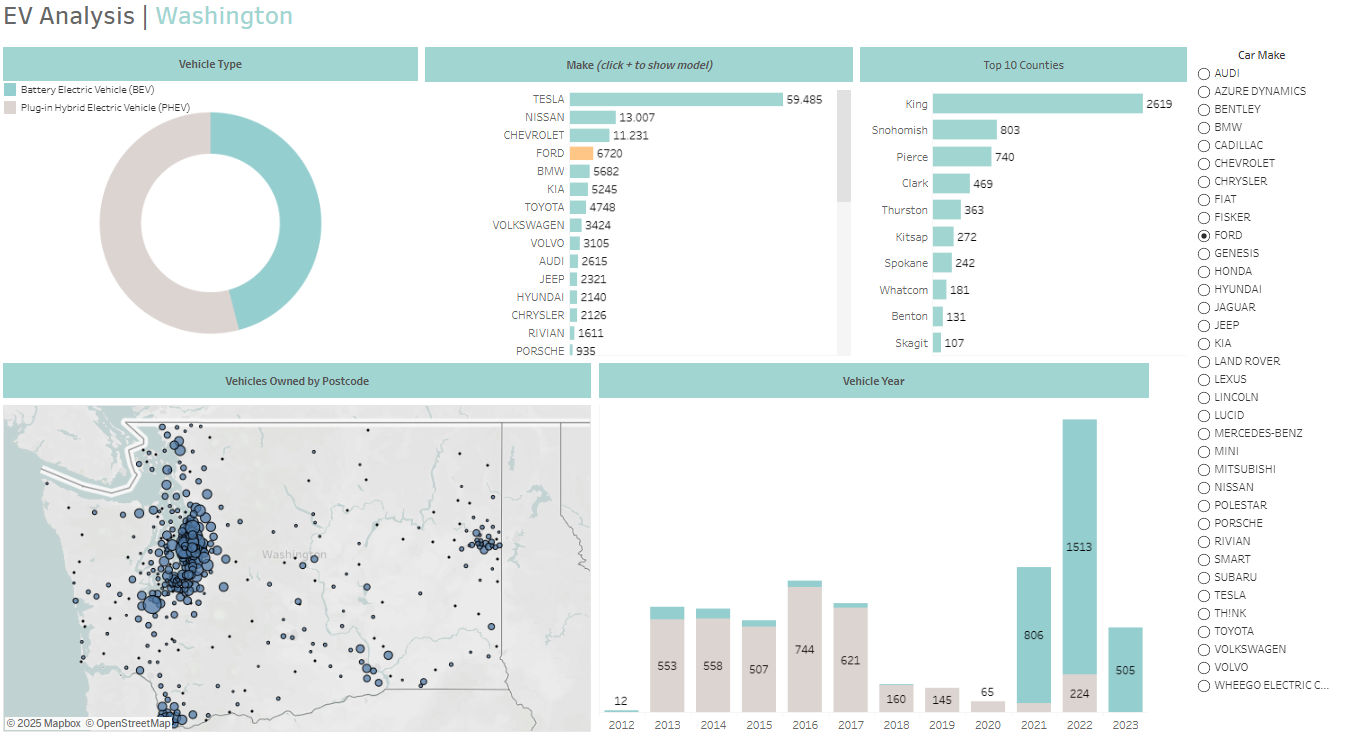 EV Analysis | Washington
Vehicle Type
Battery Electric Vehicle (BEV)
Plug-in Hybrid Electric Vehicle (PHEV)
Make (click + to show model)
TESLA 59.485
NISSAN 13.007
CHEVROLET 11.231
FORD 6720
BMW 5682
KIA 5245
TOYOTA 4748
VOLKSWAGEN 3424
VOLVO 3105
AUDI 2615
JEEP 2321
HYUNDAI 2140
CHRYSLER 2126
RIVIAN 1611
PORSCHE 935
Top 10 Counties
King 2619
Snohomish 803
Pierce 740
Clark 469
Thurston 363
Kitsap 272
Spokane 242
Whatcom 181
Benton 131
Skagit 107
Car Make
AUDI
AZURE DYNAMICS
BENTLEY
BMW
CADILLAC
CHEVROLET
CHRYSLER
FIAT
FISKER
FORD
GENESIS
HONDA
HYUNDAI
JAGUAR
JEEP
KIA
LAND ROVER
LEXUS
LINCOLN
LUCID
MERCEDES-BENZ
MINI
MITSUBISHI
NISSAN
POLESTAR
PORSCHE
RIVIAN
SMART
SUBARU
TESLA
TH!NK
TOYOTA
VOLKSWAGEN
VOLVO
WHEEGO ELECTRIC C...
Vehicles Owned by Postcode
Washington
© 2025 Mapbox © OpenStreetMap
Vehicle Year
1513
806
744
621
553
558
507
505
224
160
145
65
12
2012 2013 2014 2015 2016 2017 2018 2019 2020 2021 2022 2023